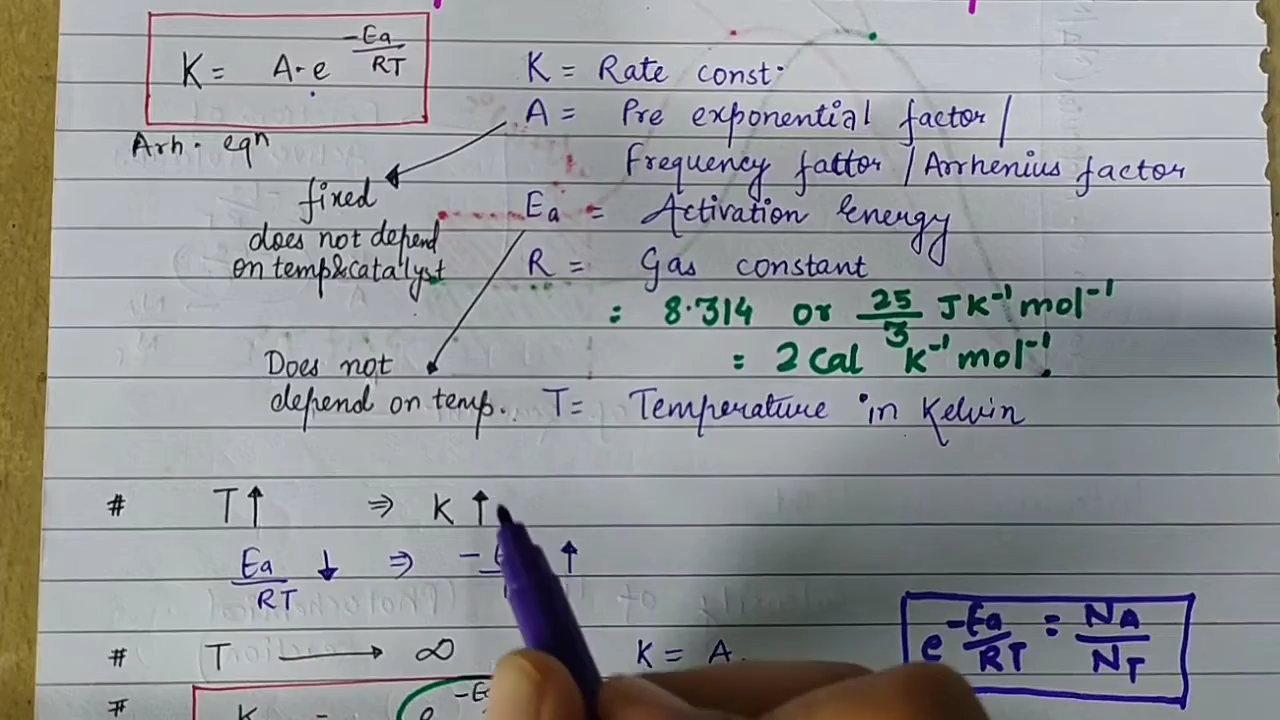 K = A·e^(-Ea/RT)
Arh. eqn
K = Rate const·
A = Pre exponential factor /
Frequency factor / Arrhenius factor
fixed
does not depend
on temp&catalyst
Ea = Activation Energy
R = Gas constant
= 8.314 or 25/3 JK⁻¹mol⁻¹
= 2 Cal K⁻¹mol⁻¹
Does not
depend on temp.
T = Temperature in Kelvin
# T↑ ⇒ K↑
Ea/RT ↓ ⇒ - ↑
# T ⟶ ∞ K = A.
e^(-Ea/RT) = NA/NT
#